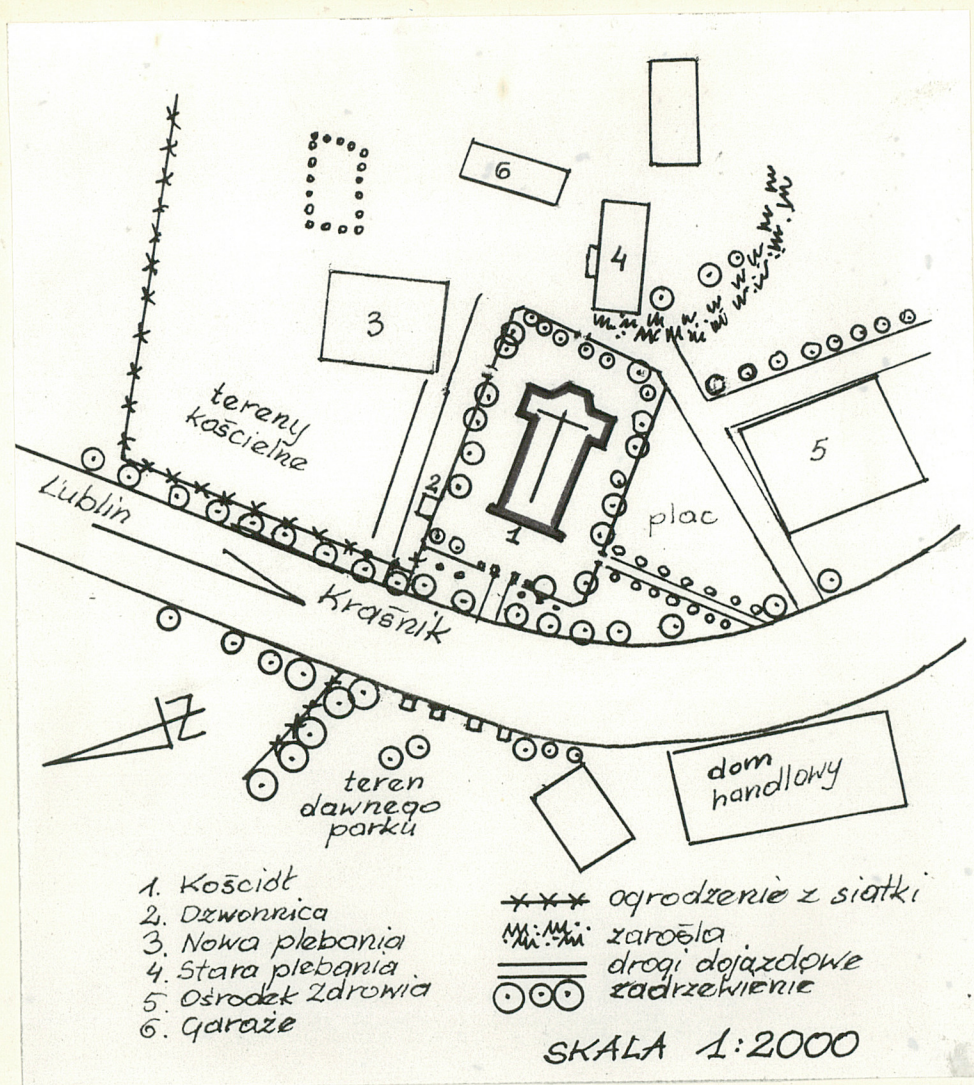 6
4
3
tereny
kościelne
5
2
plac
1
Lublin
Kraśnik
N
dom
handlowy
teren
dawnego
parku
1. Kościół
2. Dzwonnica
3. Nowa plebania
4. Stara plebania
5. Ośrodek Zdrowia
6. Garaże
ogrodzenie z siatki
zarośla
drogi dojazdowe
zadrzewienie
SKALA 1:2000